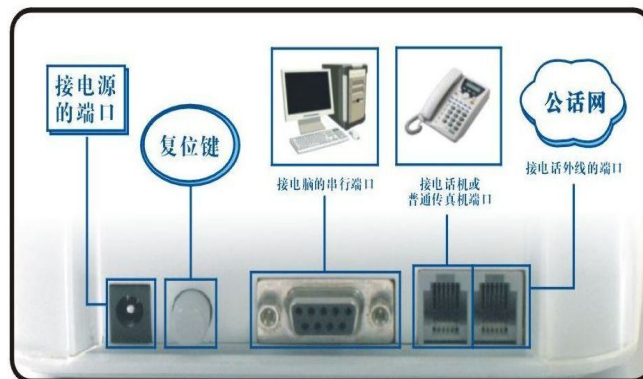 接电源
的端口
复位键
接电脑的串行端口
接电话机或
普通传真机端口
公话网
接电话外线的端口